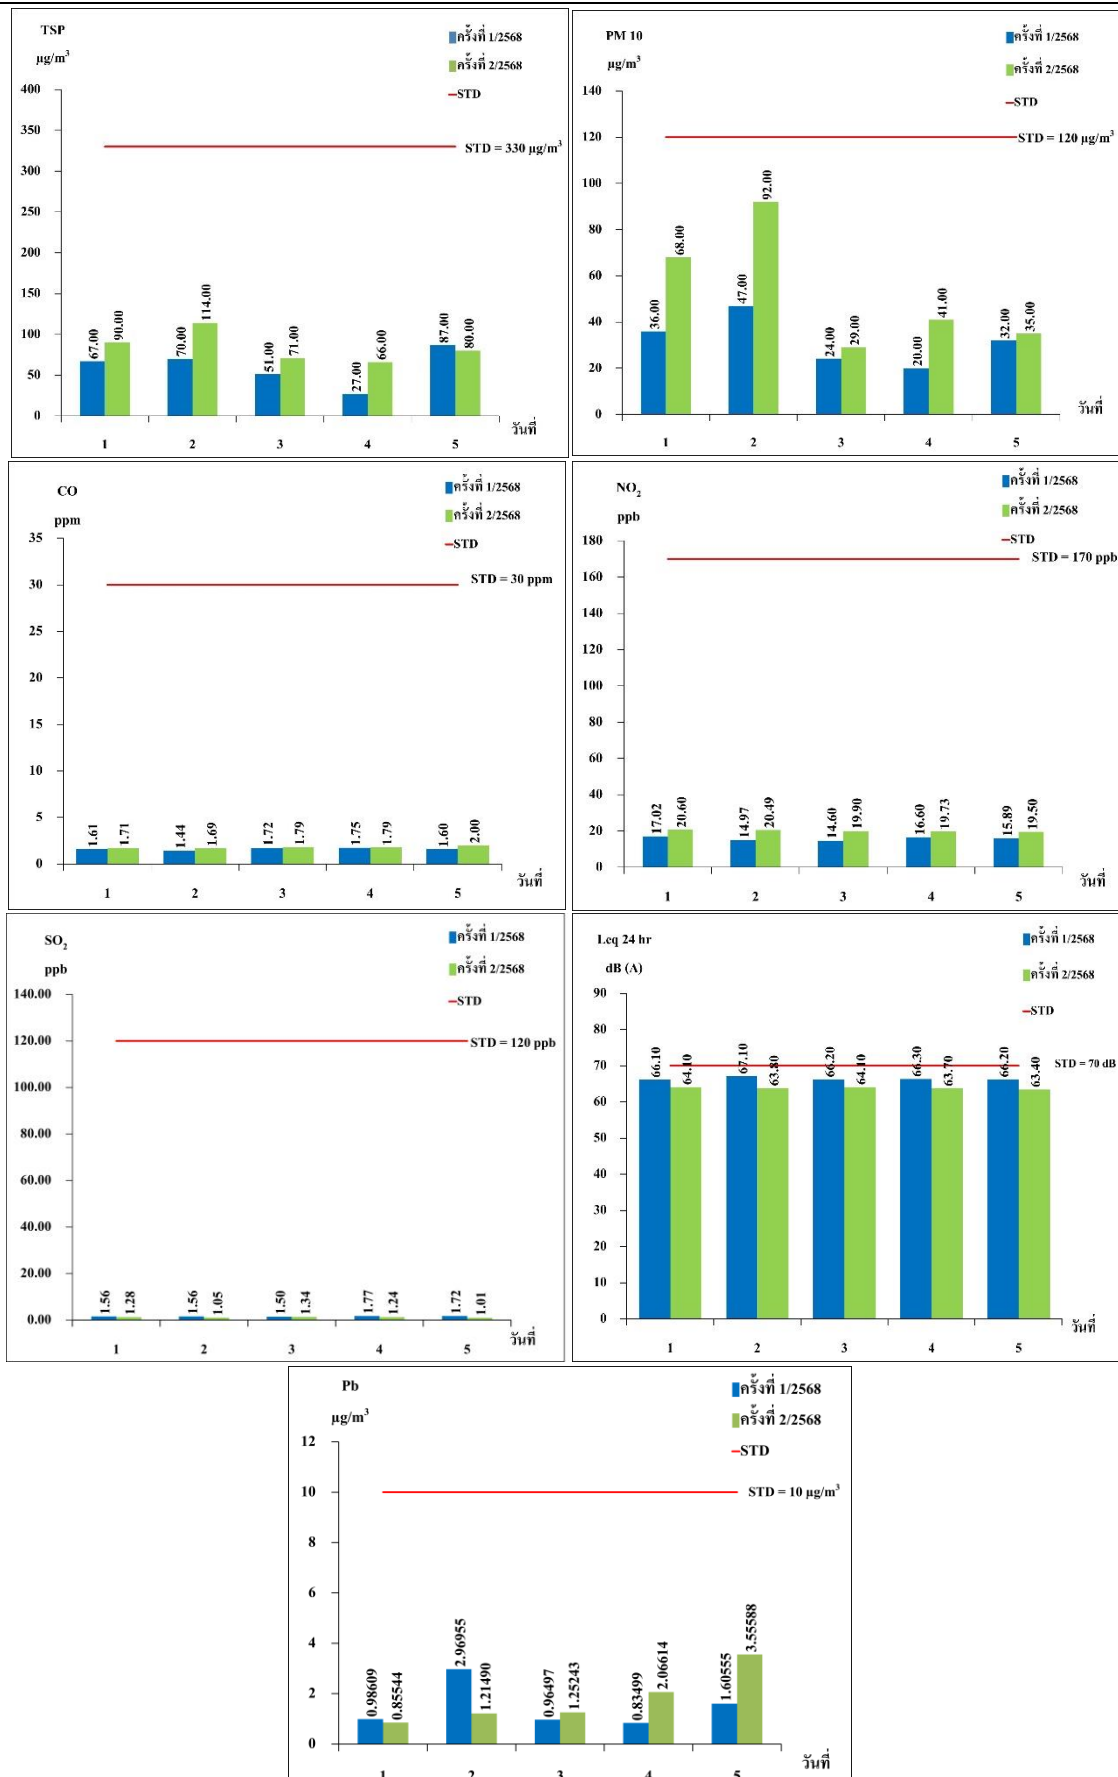 TSP
µg/m³
ครั้งที่ 1/2568
ครั้งที่ 2/2568
STD
400
350
300
250
200
150
100
50
0
STD = 330 µg/m³
67.00 90.00 70.00 114.00 51.00 71.00 27.00 66.00 87.00 80.00
1 2 3 4 5
วันที่
PM 10
µg/m³
ครั้งที่ 1/2568
ครั้งที่ 2/2568
STD
140
120
100
80
60
40
20
0
STD = 120 µg/m³
36.00 68.00 47.00 92.00 24.00 29.00 20.00 41.00 32.00 35.00
1 2 3 4 5
วันที่
CO
ppm
ครั้งที่ 1/2568
ครั้งที่ 2/2568
STD
35
30
25
20
15
10
5
0
STD = 30 ppm
1.61 1.71 1.44 1.69 1.72 1.79 1.75 1.79 1.60 2.00
1 2 3 4 5
วันที่
NO₂
ppb
ครั้งที่ 1/2568
ครั้งที่ 2/2568
STD
180
160
140
120
100
80
60
40
20
0
STD = 170 ppb
17.02 20.60 14.97 20.49 14.60 19.90 16.60 19.73 15.89 19.50
1 2 3 4 5
วันที่
SO₂
ppb
ครั้งที่ 1/2568
ครั้งที่ 2/2568
STD
140.00
120.00
100.00
80.00
60.00
40.00
20.00
0.00
STD = 120 ppb
1.56 1.28 1.56 1.05 1.50 1.34 1.77 1.24 1.72 1.01
1 2 3 4 5
วันที่
Leq 24 hr
dB (A)
ครั้งที่ 1/2568
ครั้งที่ 2/2568
STD
90
80
70
60
50
40
30
20
10
0
STD = 70 dB
66.10 64.10 67.10 63.80 66.20 64.10 66.30 63.70 66.20 63.40
1 2 3 4 5
วันที่
Pb
µg/m³
ครั้งที่ 1/2568
ครั้งที่ 2/2568
STD
12
10
8
6
4
2
0
STD = 10 µg/m³
0.98609 0.85544 2.96955 1.21490 0.96497 1.25243 0.83499 2.06614 1.60555 3.55588
1 2 3 4 5
วันที่